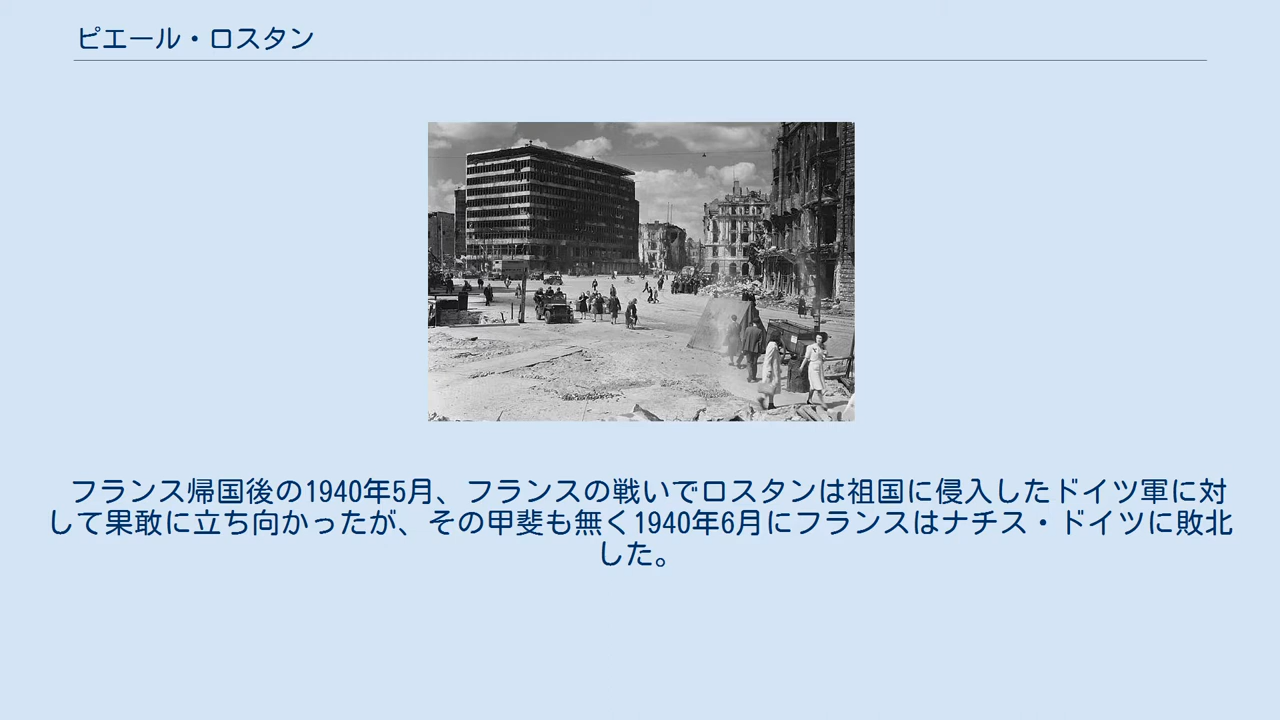 ピエール・ロスタン
フランス帰国後の1940年5月、フランスの戦いでロスタンは祖国に侵入したドイツ軍に対
して果敢に立ち向かったが、その甲斐も無く1940年6月にフランスはナチス・ドイツに敗北
した。